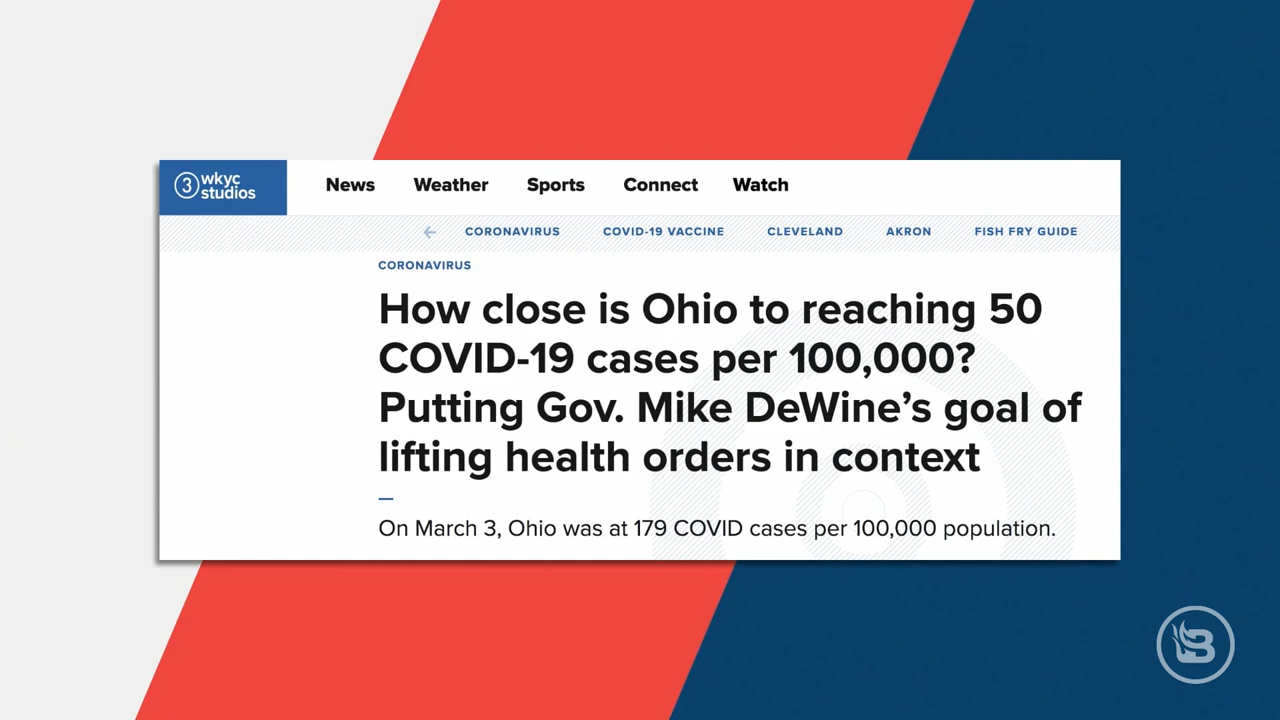 3 wkyc studios
News Weather Sports Connect Watch
CORONAVIRUS COVID-19 VACCINE CLEVELAND AKRON FISH FRY GUIDE
CORONAVIRUS
How close is Ohio to reaching 50
COVID-19 cases per 100,000?
Putting Gov. Mike DeWine’s goal of
lifting health orders in context
On March 3, Ohio was at 179 COVID cases per 100,000 population.
B